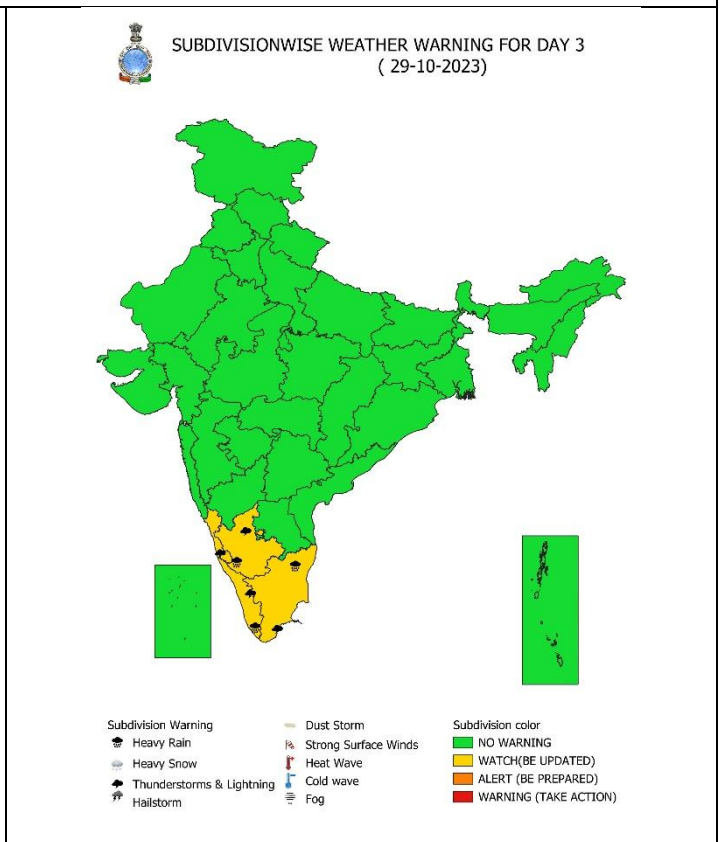 SUBDIVISIONWISE WEATHER WARNING FOR DAY 3
( 29-10-2023)
Subdivision Warning
Heavy Rain
Heavy Snow
Thunderstorms & Lightning
Hailstorm
Dust Storm
Strong Surface Winds
Heat Wave
Cold wave
Fog
Subdivision color
NO WARNING
WATCH(BE UPDATED)
ALERT (BE PREPARED)
WARNING (TAKE ACTION)